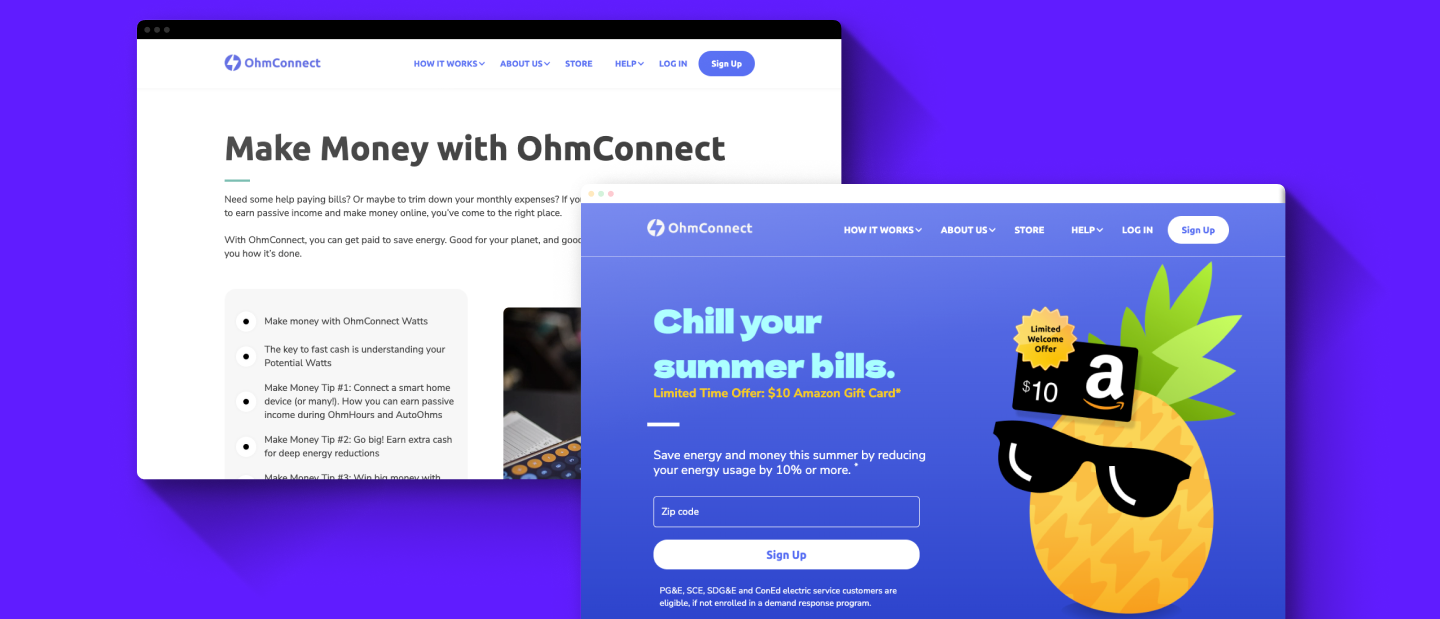 OhmConnect
HOW IT WORKS
ABOUT US
STORE
HELP
LOG IN
Sign Up
Make Money with OhmConnect
Need some help paying bills? Or maybe to trim down your monthly expenses? If
to earn passive income and make money online, you've come to the right place.
With OhmConnect, you can get paid to save energy. Good for your planet, and
you how it's done.
Make money with OhmConnect Watts
The key to fast cash is understanding your
Potential Watts
Make Money Tip #1: Connect a smart home
device (or many!). How you can earn passive
income during OhmHours and AutoOhms
Make Money Tip #2: Go big! Earn extra cash
for deep energy reductions
Make Money Tip #3: Win big money with
OhmConnect
HOW IT WORKS
ABOUT US
STORE
HELP
LOG IN
Sign Up
Chill your
summer bills.
Limited Time Offer: $10 Amazon Gift Card*
Save energy and money this summer by reducing
your energy usage by 10% or more. *
Zip code
Sign Up
PG&E, SCE, SDG&E and ConEd electric service customers are
eligible, if not enrolled in a demand response program.
Limited
Welcome
Offer
$10
a